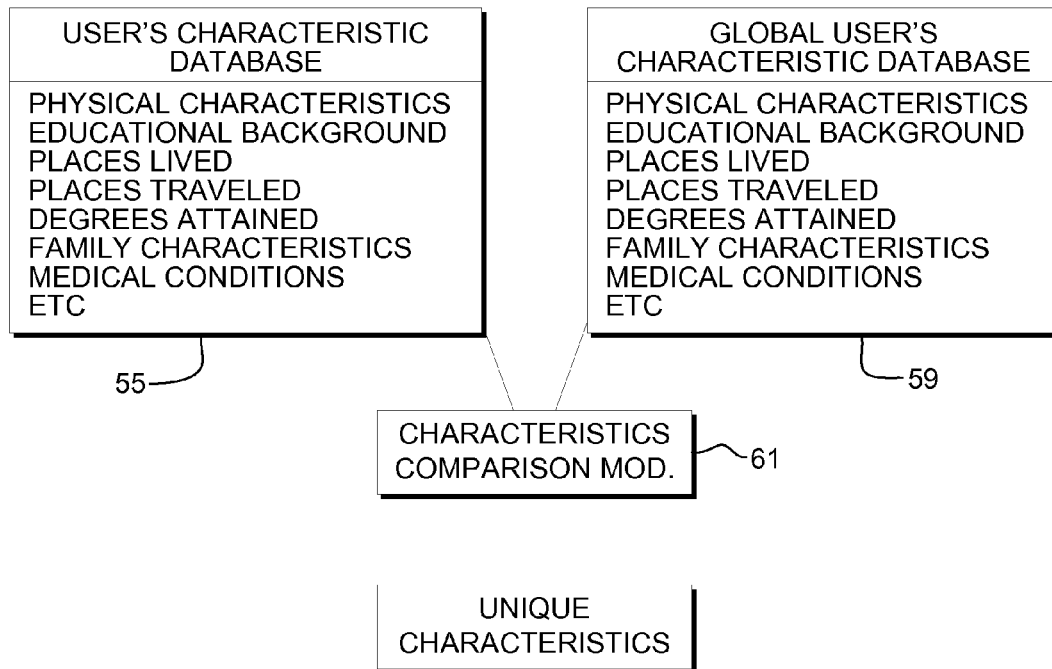 USER'S CHARACTERISTIC
DATABASE
PHYSICAL CHARACTERISTICS
EDUCATIONAL BACKGROUND
PLACES LIVED
PLACES TRAVELED
DEGREES ATTAINED
FAMILY CHARACTERISTICS
MEDICAL CONDITIONS
ETC
55
GLOBAL USER'S
CHARACTERISTIC DATABASE
PHYSICAL CHARACTERISTICS
EDUCATIONAL BACKGROUND
PLACES LIVED
PLACES TRAVELED
DEGREES ATTAINED
FAMILY CHARACTERISTICS
MEDICAL CONDITIONS
ETC
59
CHARACTERISTICS
COMPARISON MOD.
61
UNIQUE
CHARACTERISTICS